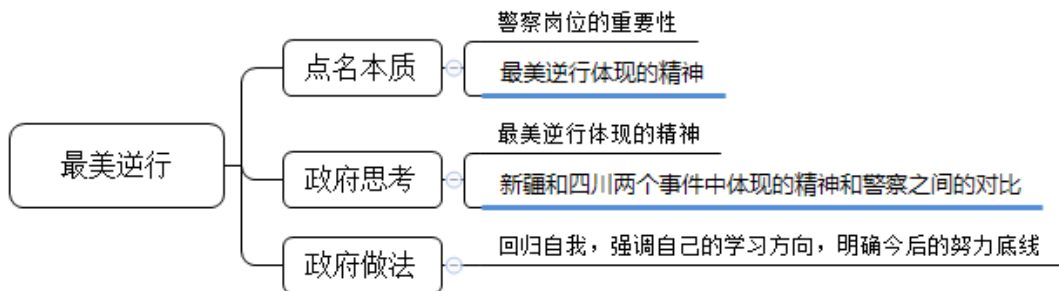 警察岗位的重要性
点名本质
最美逆行体现的精神
最美逆行
最美逆行体现的精神
政府思考
新疆和四川两个事件中体现的精神和警察之间的对比
政府做法
回归自我，强调自己的学习方向，明确今后的努力底线